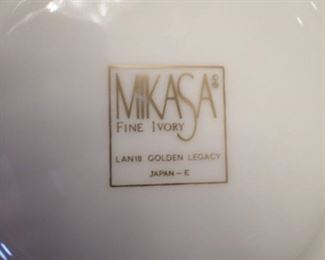 MIKASA®
FINE IVORY
LAN18 GOLDEN LEGACY
JAPAN-E